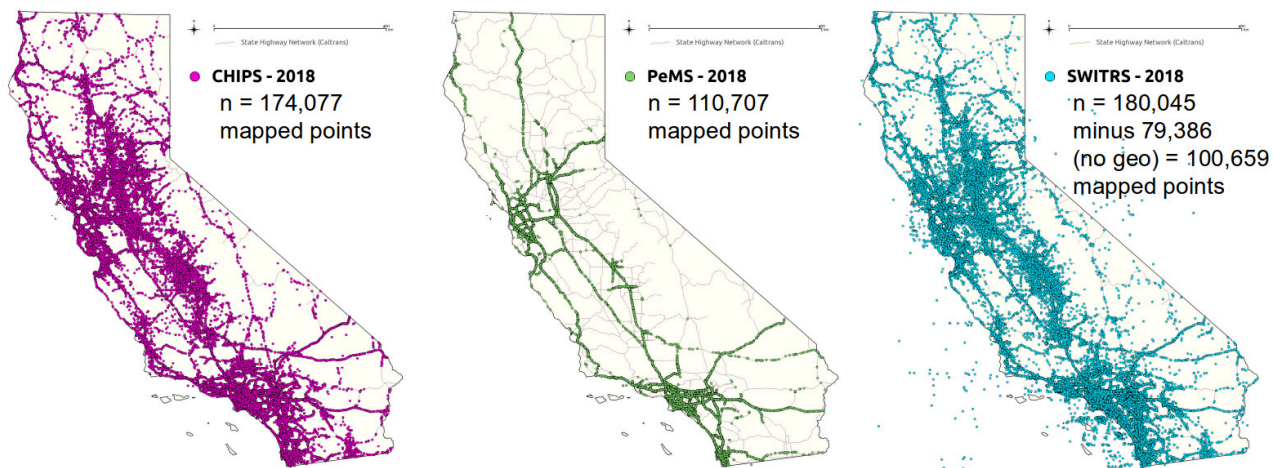 State Highway Network (Caltrans)
CHIPS - 2018
n = 174,077
mapped points
State Highway Network (Caltrans)
PeMS - 2018
n = 110,707
mapped points
State Highway Network (Caltrans)
SWITRS - 2018
n = 180,045
minus 79,386
(no geo) = 100,659
mapped points